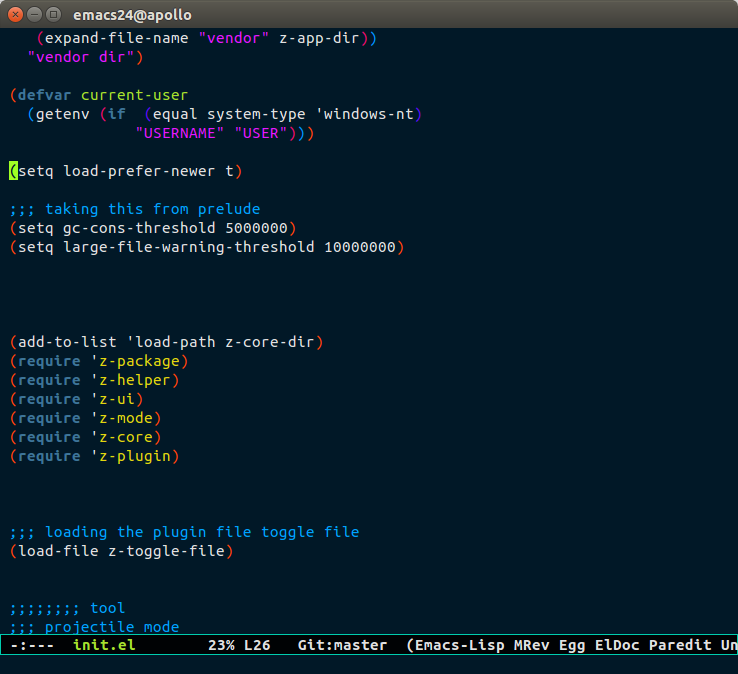 emacs24@apollo
(expand-file-name "vendor" z-app-dir))
"vendor dir")
(defvar current-user
(getenv (if  (equal system-type 'windows-nt)
"USERNAME" "USER")))
(setq load-prefer-newer t)
;;; taking this from prelude
(setq gc-cons-threshold 5000000)
(setq large-file-warning-threshold 10000000)
(add-to-list 'load-path z-core-dir)
(require 'z-package)
(require 'z-helper)
(require 'z-ui)
(require 'z-mode)
(require 'z-core)
(require 'z-plugin)
;;; loading the plugin file toggle file
(load-file z-toggle-file)
;;;;;;;; tool
;;; projectile mode
-:---  init.el        23% L26   Git:master  (Emacs-Lisp MRev Egg ElDoc Paredit Un